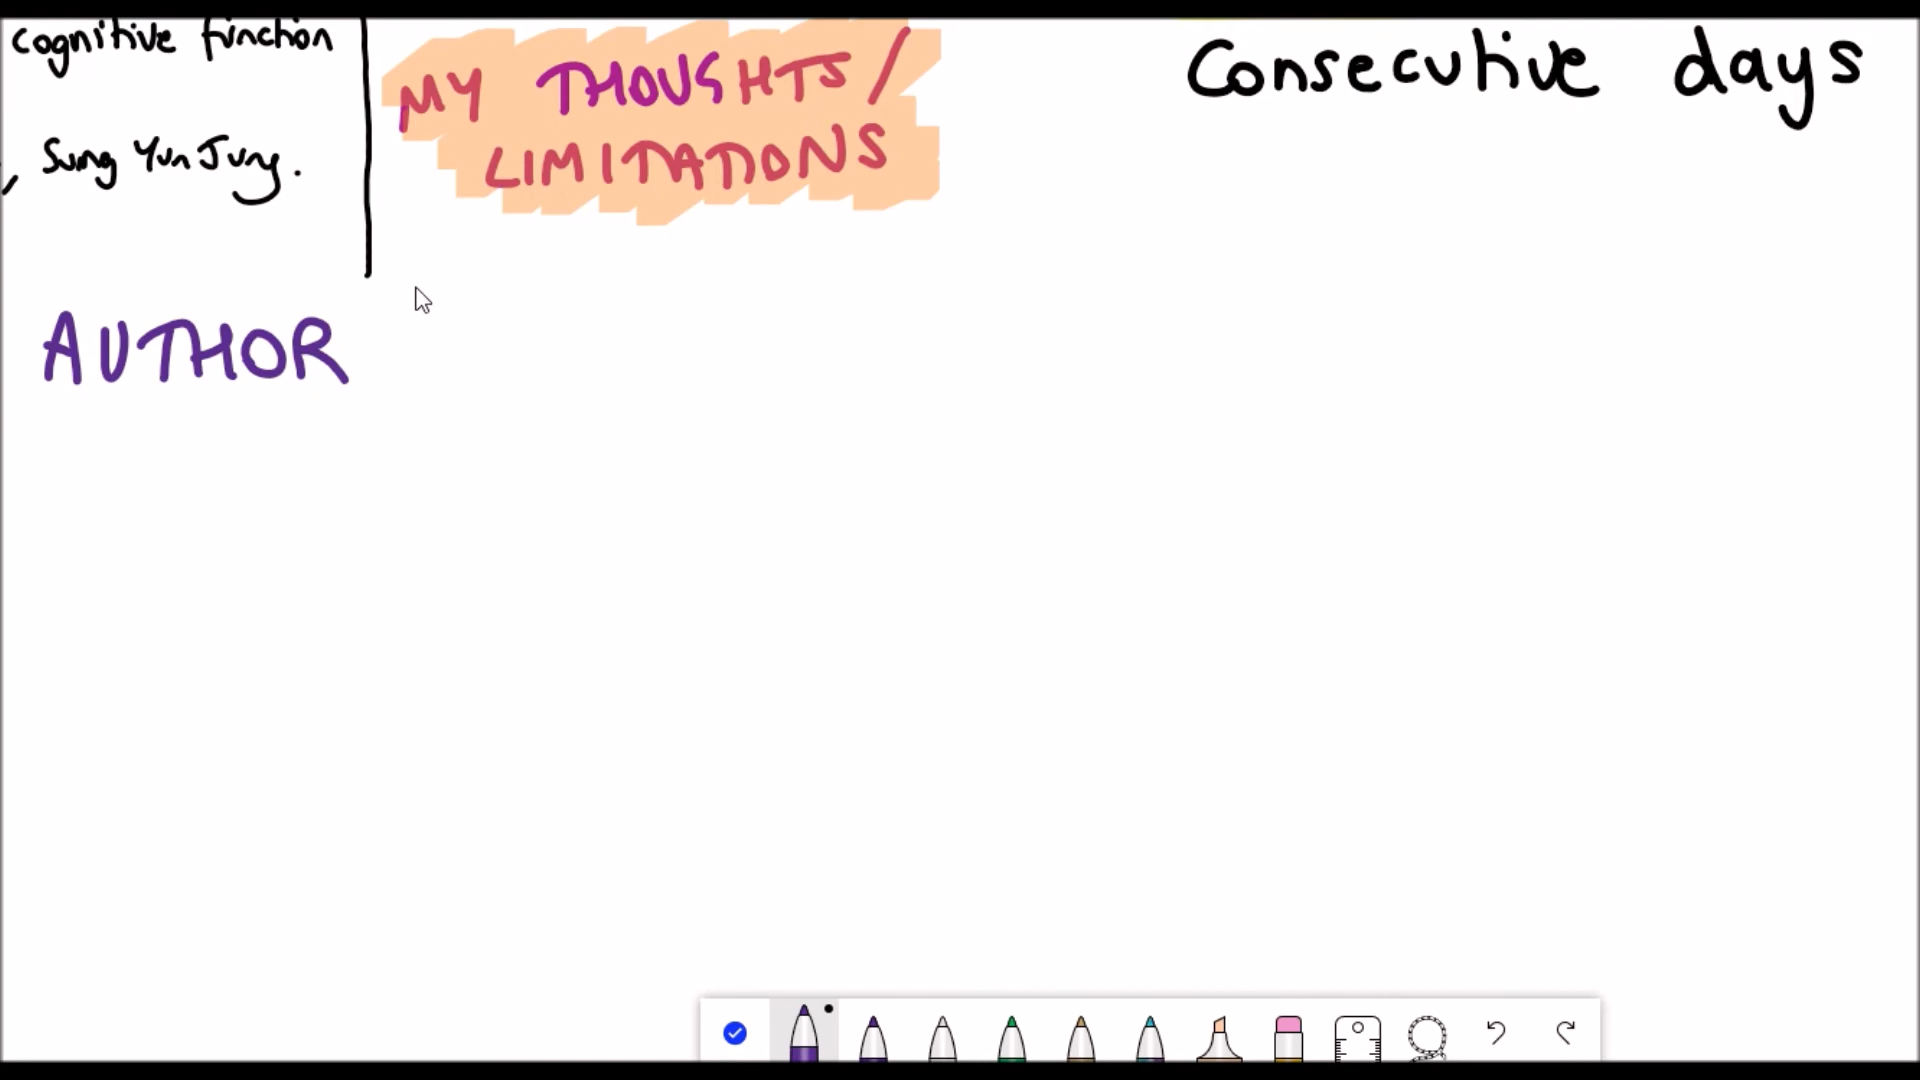 cognitive function
, Sung Yun Jung.
AUTHOR
MY THOUGHTS /
LIMITATIONS
Consecutive days